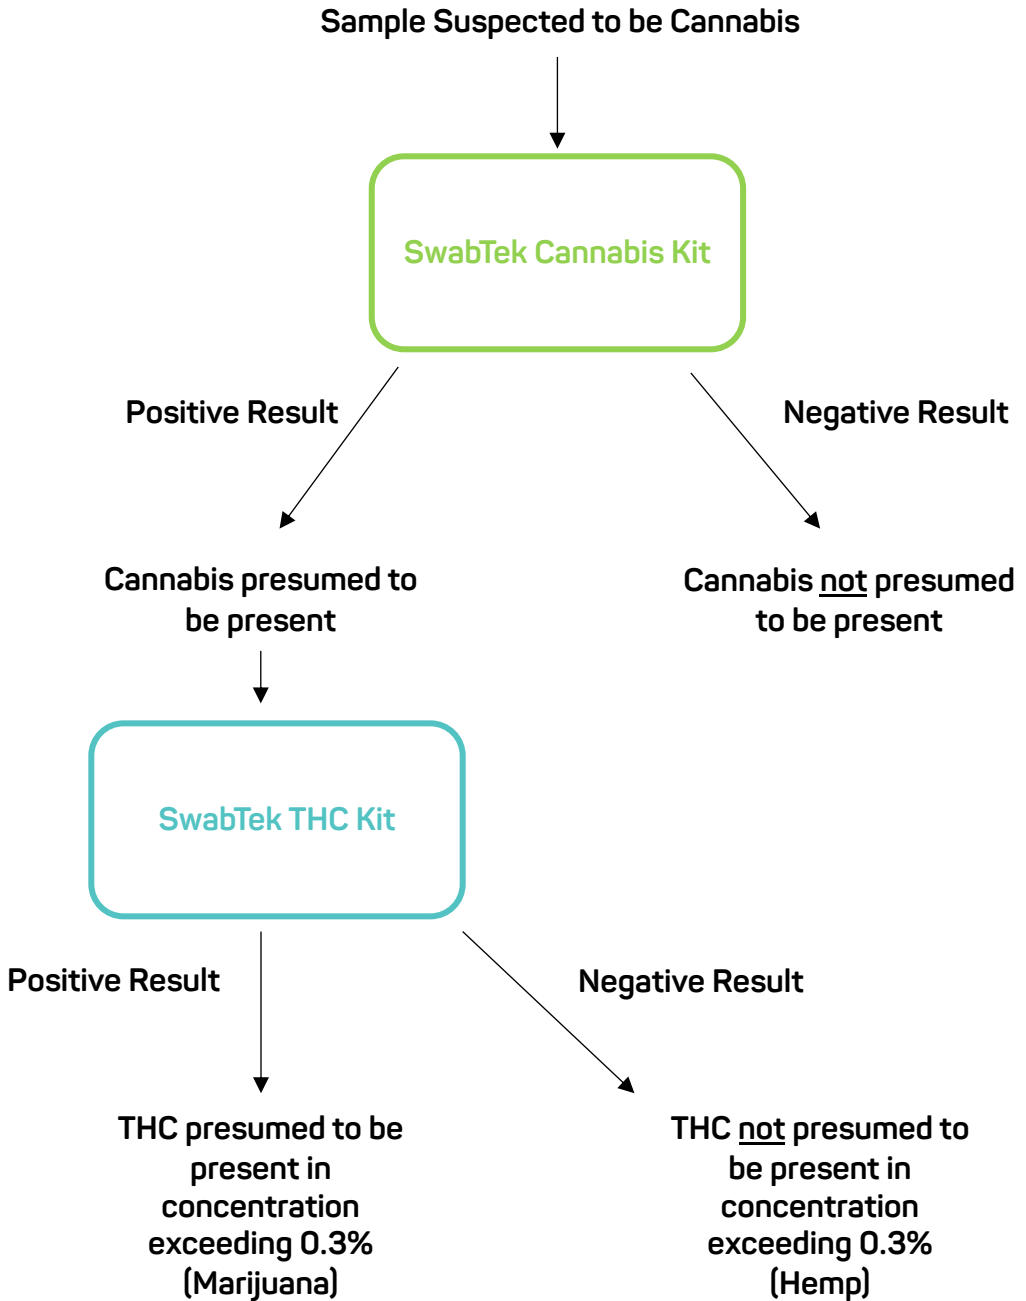 Sample Suspected to be Cannabis
SwabTek Cannabis Kit
Positive Result
Negative Result
Cannabis presumed to
be present
Cannabis not presumed
to be present
SwabTek THC Kit
Positive Result
Negative Result
THC presumed to be
present in
concentration
exceeding 0.3%
(Marijuana)
THC not presumed to
be present in
concentration
exceeding 0.3%
(Hemp)